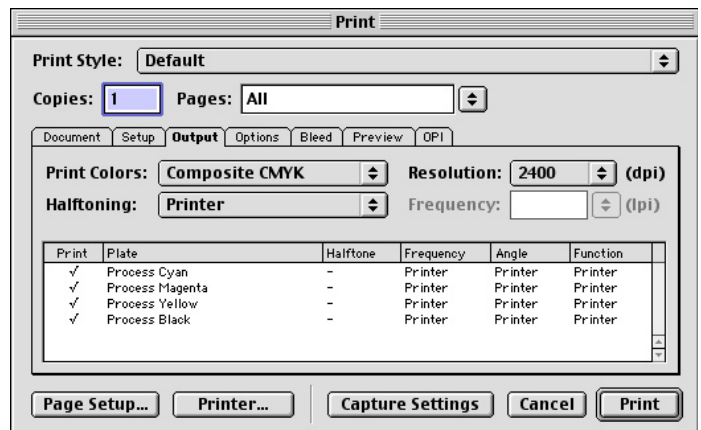 Print
Print Style: Default
Copies: 1 Pages: All
Document Setup Output Options Bleed Preview OPI
Print Colors: Composite CMYK Resolution: 2400 (dpi)
Halftoning: Printer Frequency: (lpi)
Print Plate Halftone Frequency Angle Function
✓ Process Cyan - Printer Printer Printer
✓ Process Magenta - Printer Printer Printer
✓ Process Yellow - Printer Printer Printer
✓ Process Black - Printer Printer Printer
Page Setup... Printer... Capture Settings Cancel Print